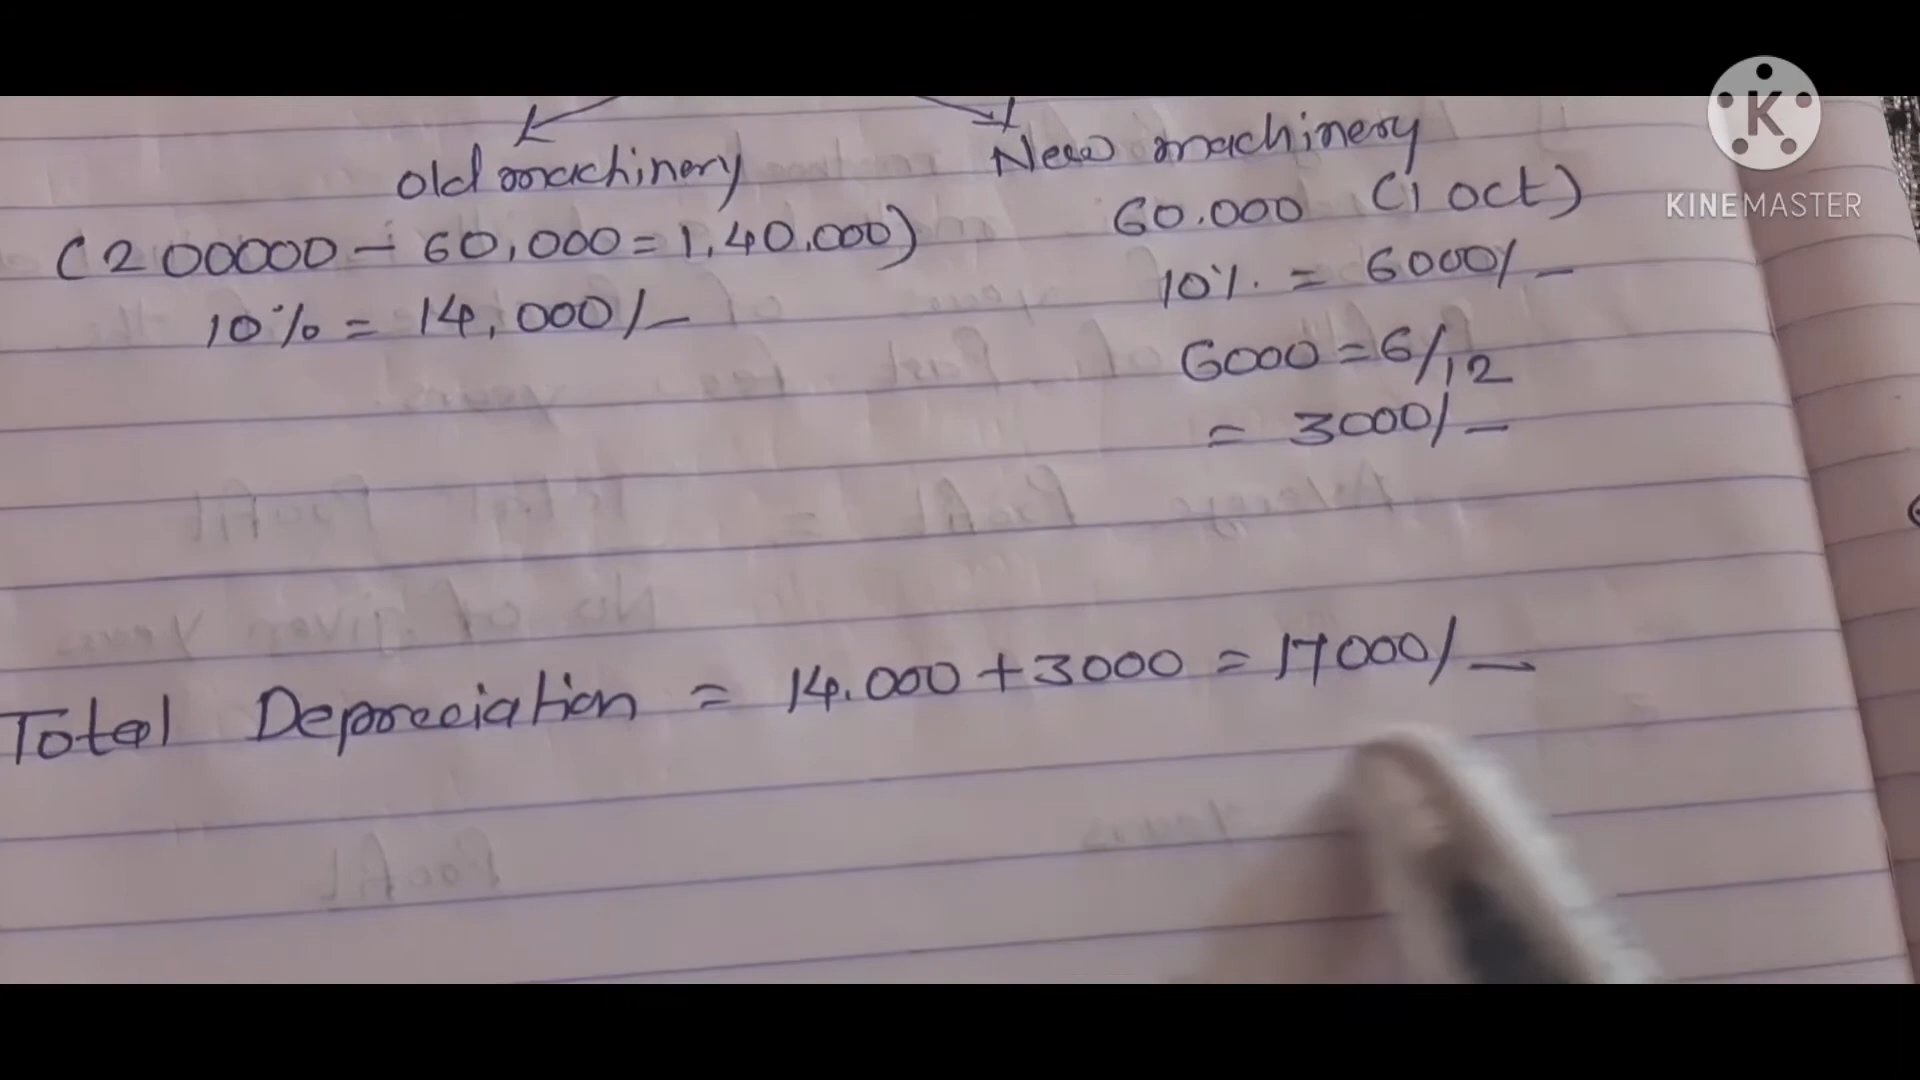 old machinery
(200000 - 60,000 = 1,40.000)
10% = 14,000/-
New machinery
60.000 (1 oct)
10%. = 6000/-
6000 = 6/12
= 3000/-
Total Depreciation = 14.000 + 3000 = 17000/-
K
KINEMASTER